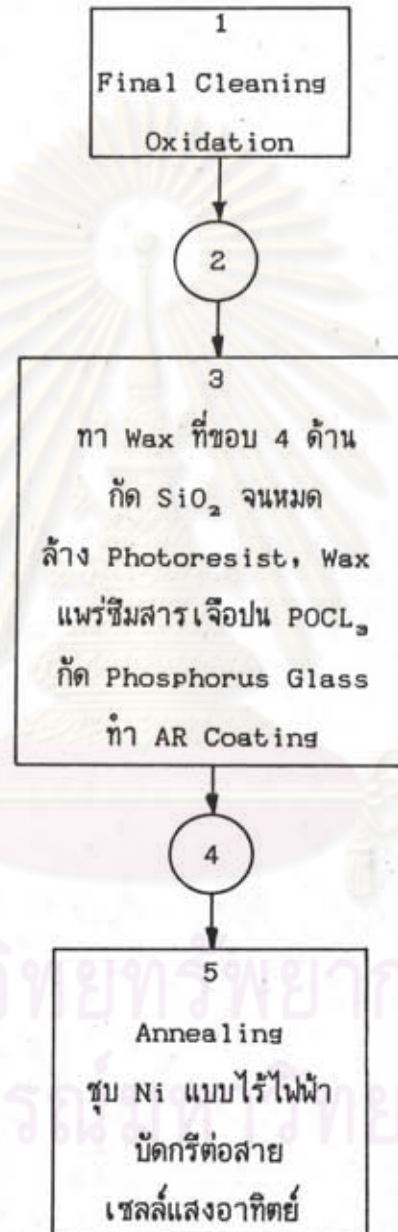 1
Final Cleaning
Oxidation
2
3
ทา Wax ที่ขอบ 4 ด้าน
กัด SiO₂ จนหมด
ล้าง Photoresist, Wax
แพร่ซึมสารเจือปน POCL₃
กัด Phosphorus Glass
ทำ AR Coating
4
5
Annealing
ชุบ Ni แบบไร้ไฟฟ้า
บัดกรีต่อสาย
เซลล์แสงอาทิตย์